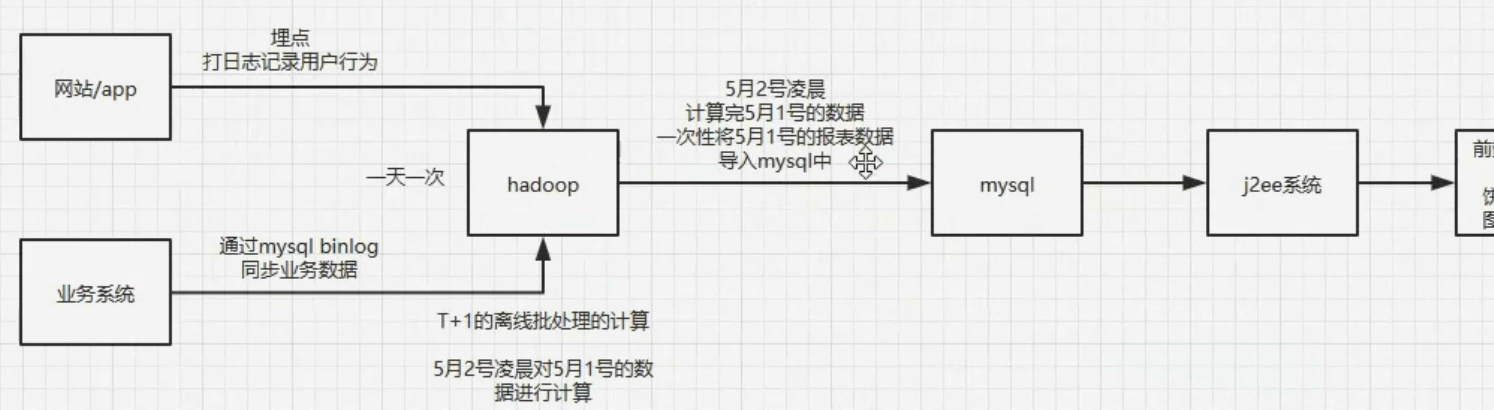 埋点
打日志记录用户行为
网站/app
5月2号凌晨
计算完5月1号的数据
一次性将5月1号的报表数据
导入mysql中
一天一次
hadoop
mysql
j2ee系统
前
饼
图
通过mysql binlog
同步业务数据
业务系统
T+1的离线批处理的计算
5月2号凌晨对5月1号的数
据进行计算